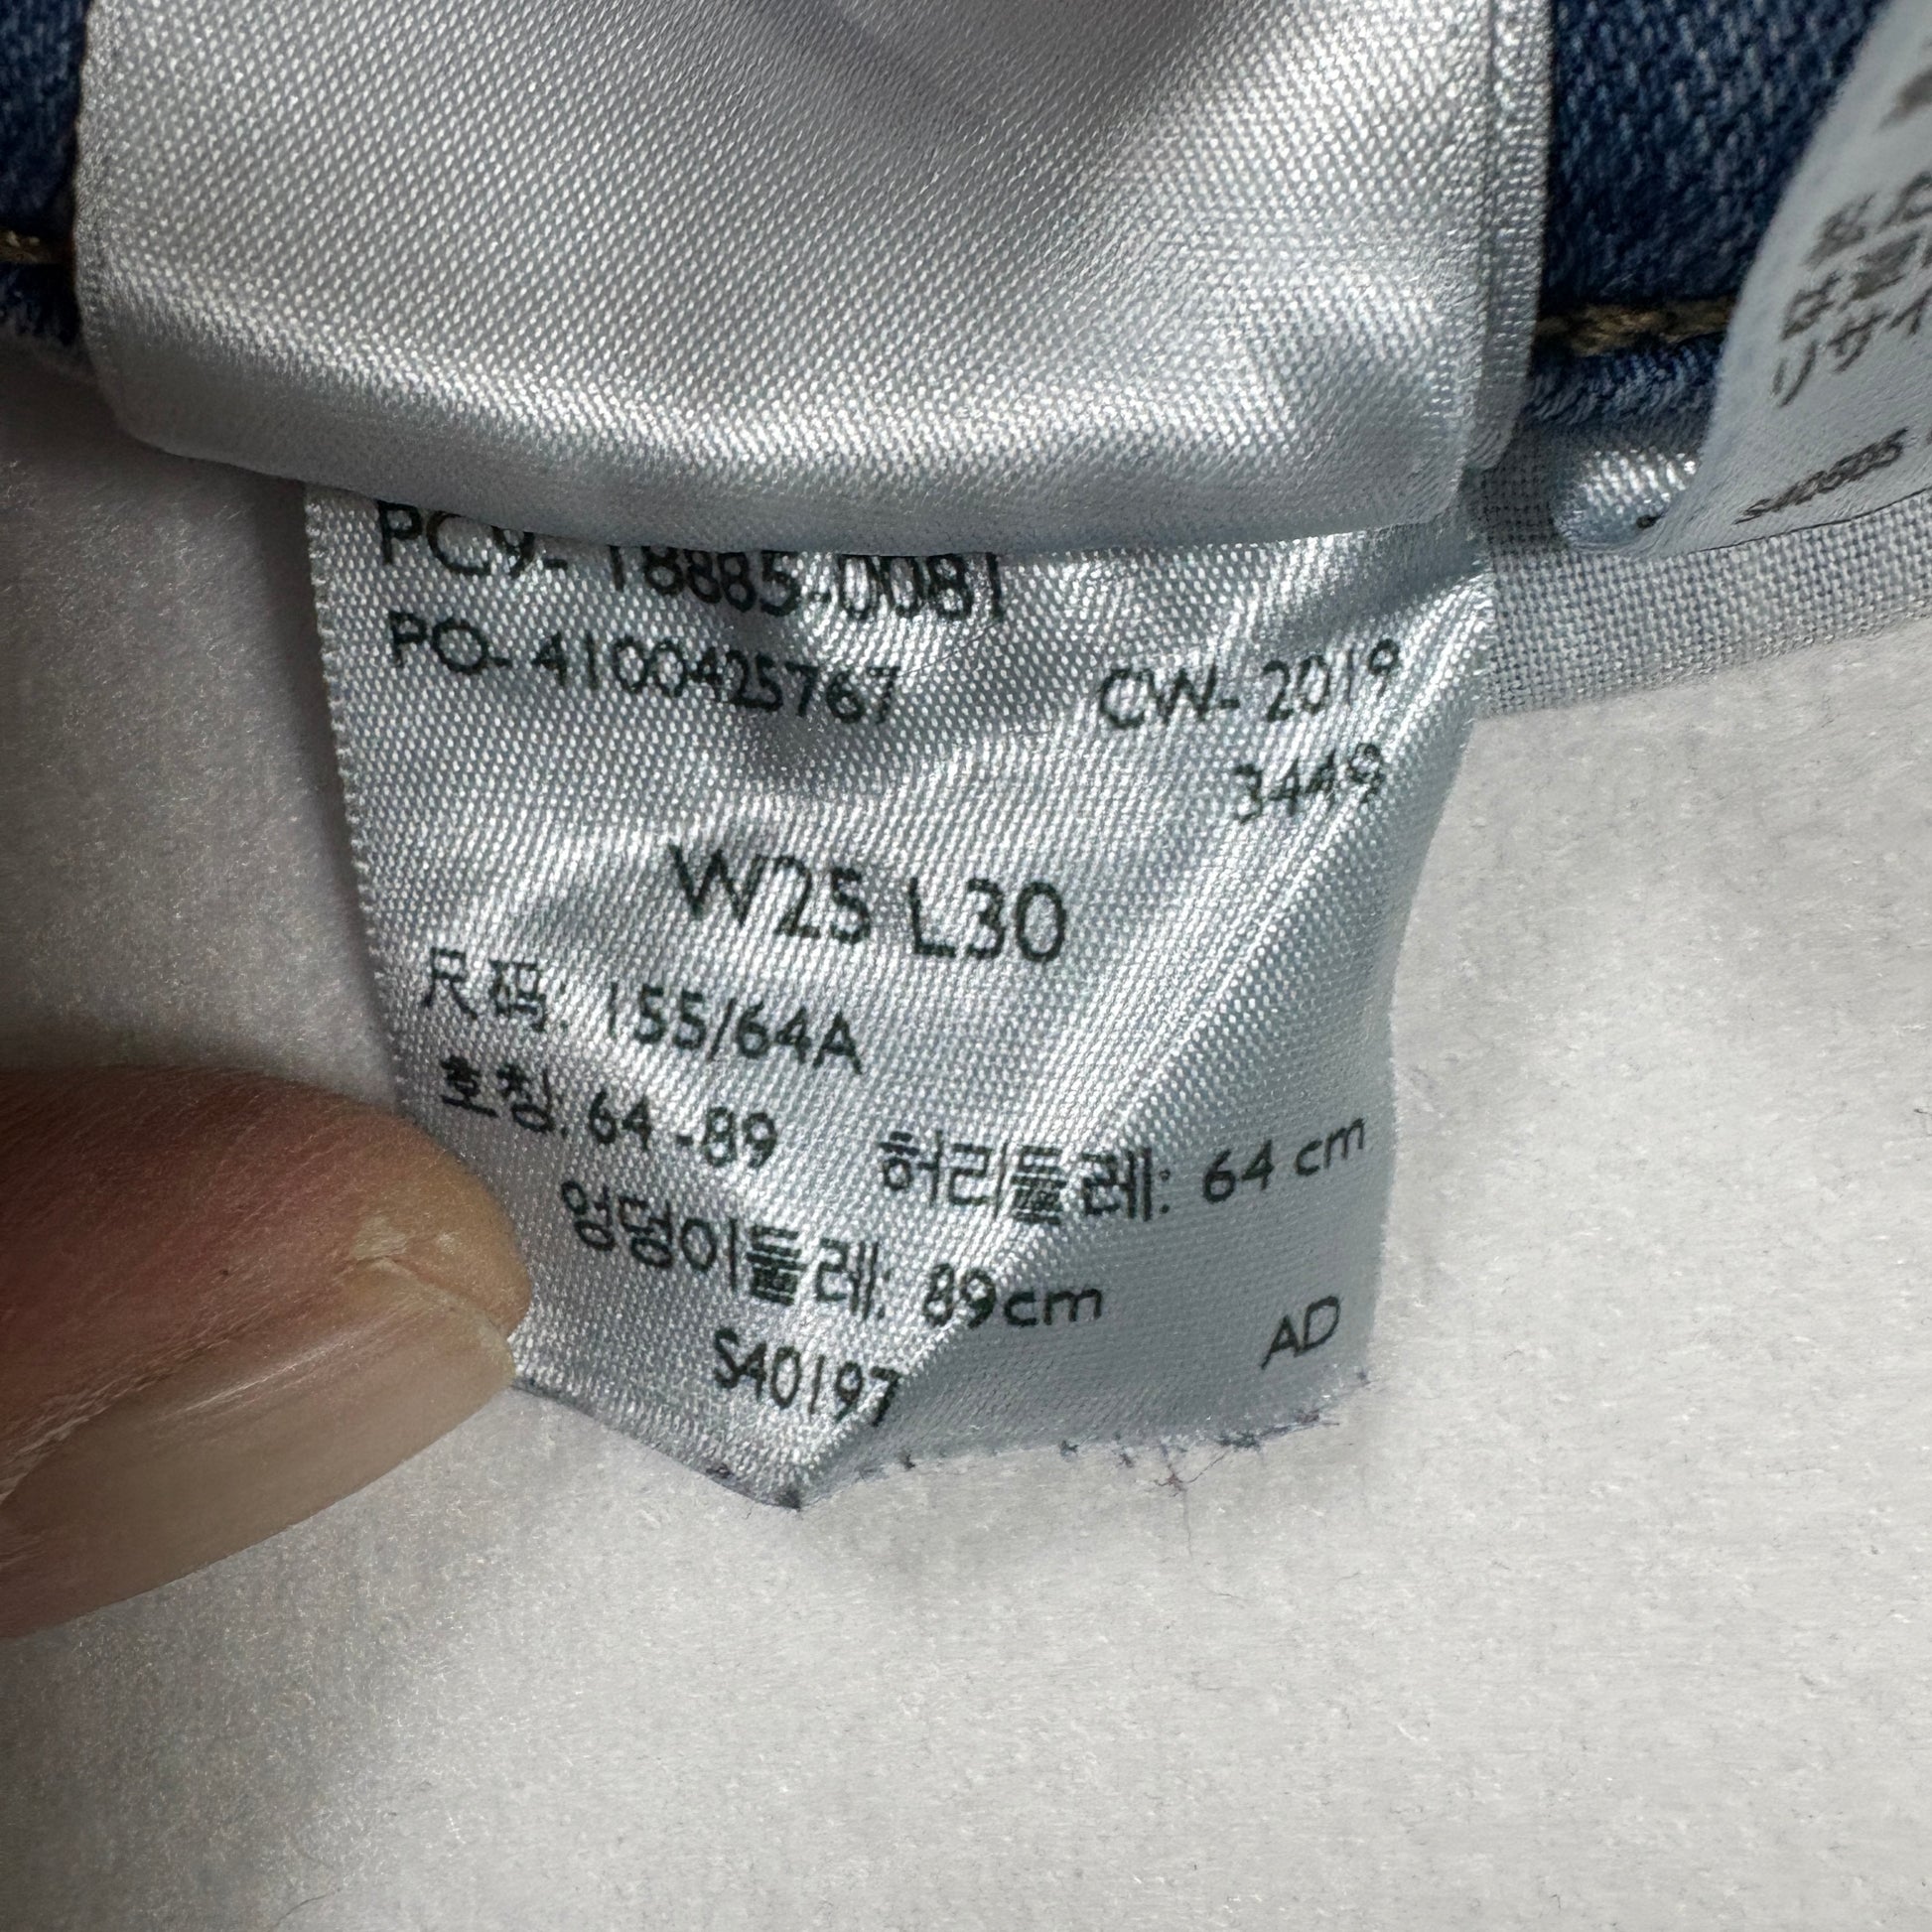 PC9-18885-0081
PO-4100425767 CW-2019
3449
W25 L30
尺码: 155/64A
호칭: 64-89 허리둘레: 64 cm
엉덩이둘레: 89cm
S40197 AD